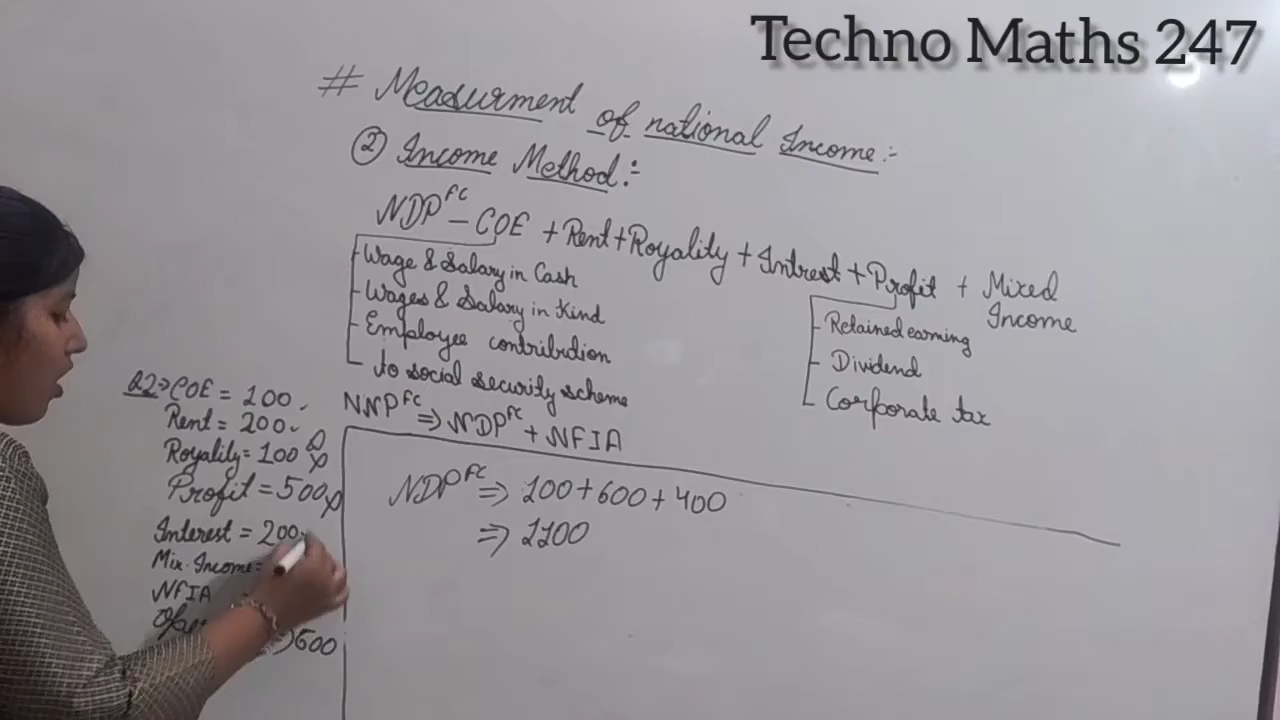 Techno Maths 247
# Measurment of national Income:-
② Income Method:-
NDP^FC - COE + Rent + Royality + Intrest + Profit + Mixed Income
Wage & Salary in Cash
Wages & Salary in Kind
Employee contribution
to social security scheme
Retained earning
Dividend
Corporate tax
NNP^FC ⇒ NDP^FC + NFIA
Q2⇒ COE = 100
Rent = 200
Royality = 100
Profit = 500
Interest = 200
Mix. Income =
NFIA
600
NDP^FC ⇒ 100 + 600 + 400
⇒ 1100